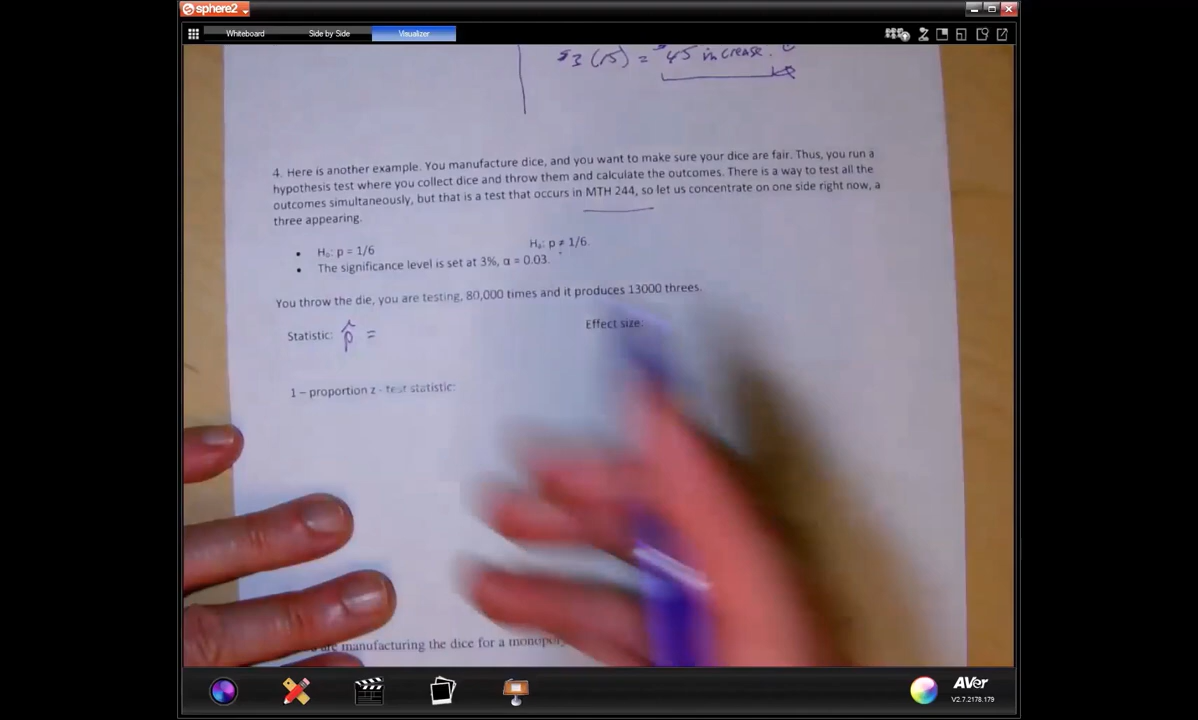 sphere2
Whiteboard Side by Side Visualizer
$3 (15) = $45 increase.
4. Here is another example. You manufacture dice, and you want to make sure your dice are fair. Thus, you run a
hypothesis test where you collect dice and throw them and calculate the outcomes. There is a way to test all the
outcomes simultaneously, but that is a test that occurs in MTH 244, so let us concentrate on one side right now, a
three appearing.
• H₀: p = 1/6 Hₐ: p ≠ 1/6.
• The significance level is set at 3%, α = 0.03.
You throw the die, you are testing, 80,000 times and it produces 13000 threes.
Statistic: p̂ = Effect size:
1 – proportion z - test statistic:
are manufacturing the dice for a
AVer
V2.7.2178.179